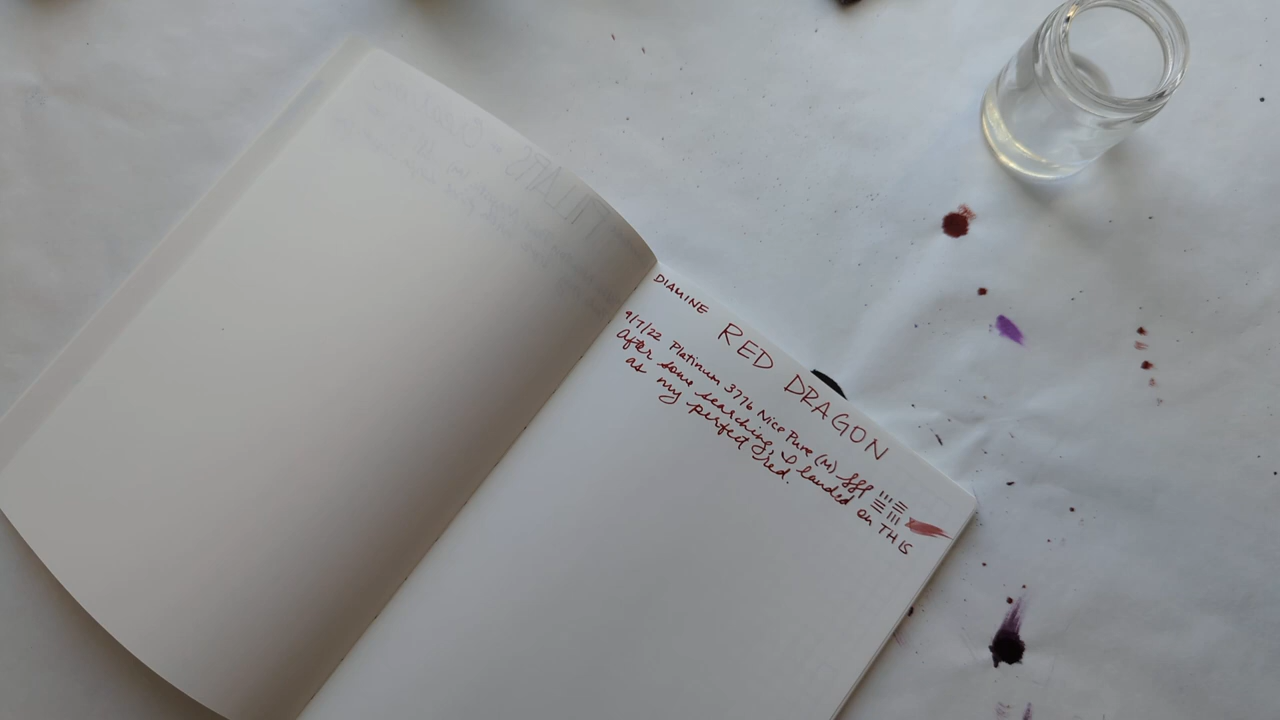 DIAMINE RED DRAGON
9/7/22 Platinum 3776 Nice Pure (M)
After some searching, I landed on THIS
as my perfect red.